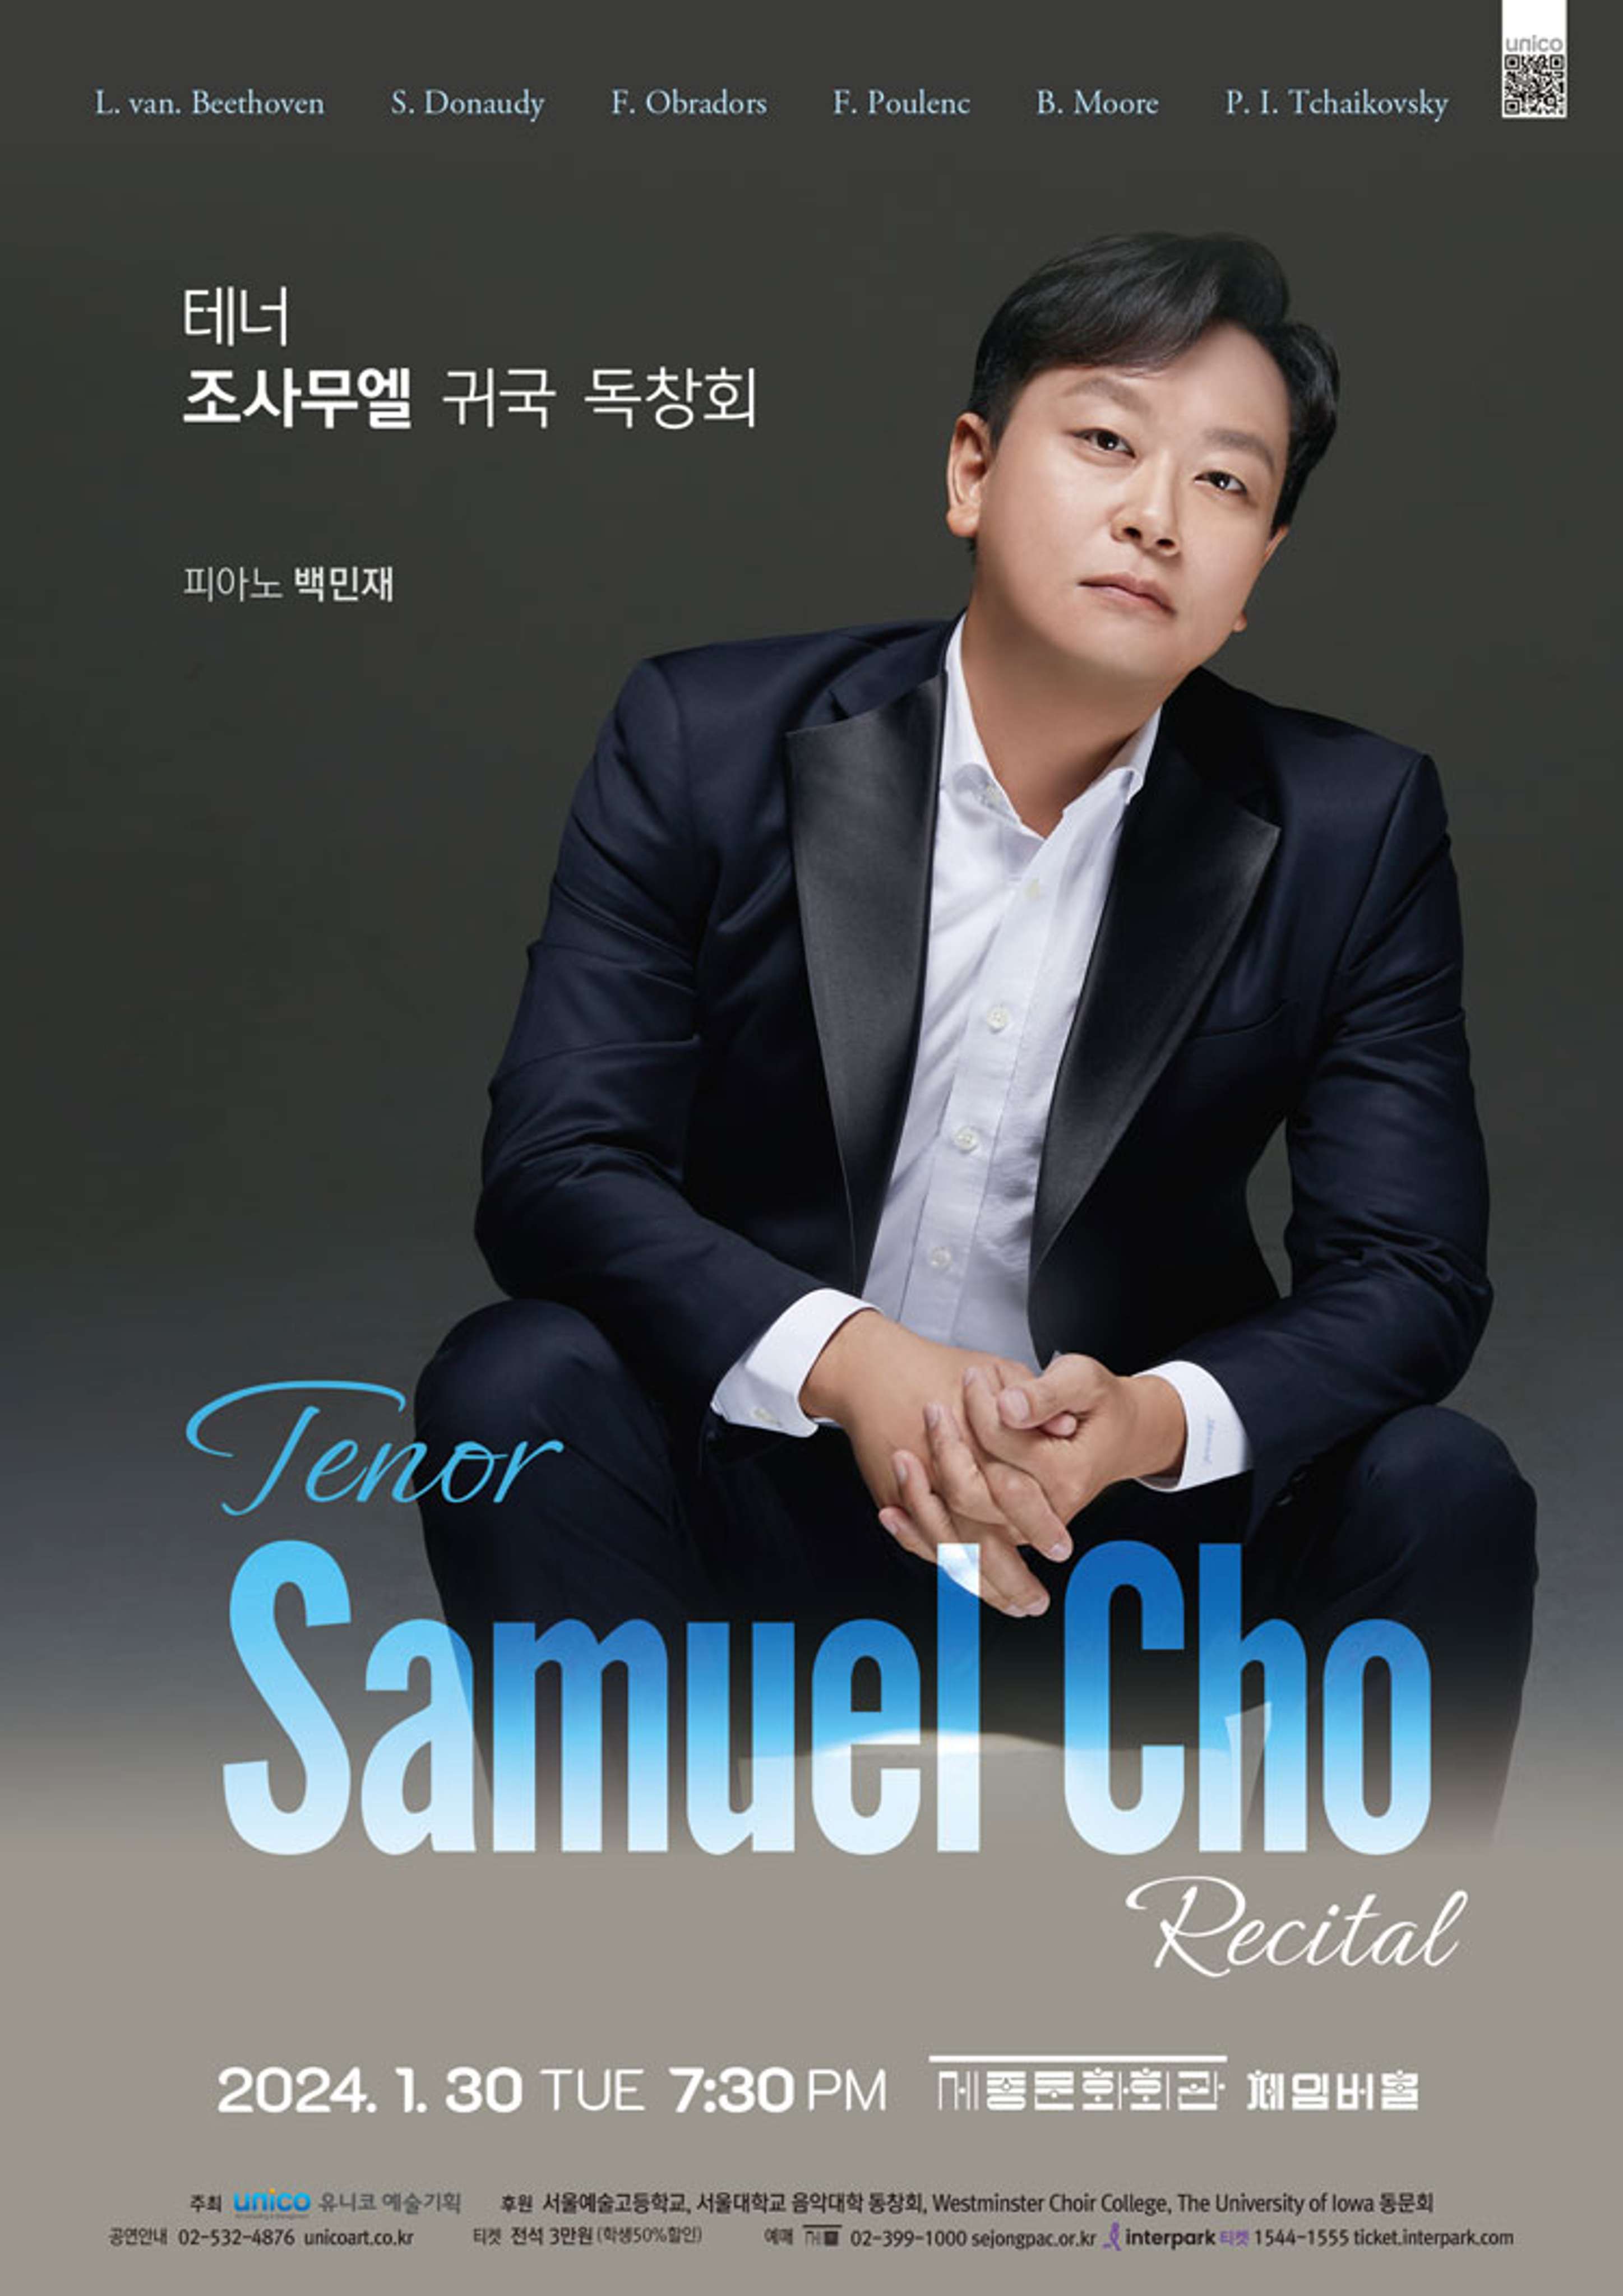 unico
L. van. Beethoven S. Donaudy F. Obradors F. Poulenc B. Moore P. I. Tchaikovsky
테너
조사무엘 귀국 독창회
피아노 백민재
Tenor
Samuel Cho
Recital
2024. 1. 30 TUE 7:30 PM 세종문화회관 체임버홀
주최 unico 유니코 예술기획 후원 서울예술고등학교, 서울대학교 음악대학 동창회, Westminster Choir College, The University of Iowa 동문회
공연안내 02-532-4876 unicoart.co.kr 티켓 전석 3만원 (학생50%할인) 예매 세종 02-399-1000 sejongpac.or.kr interpark 티켓 1544-1555 ticket.interpark.com